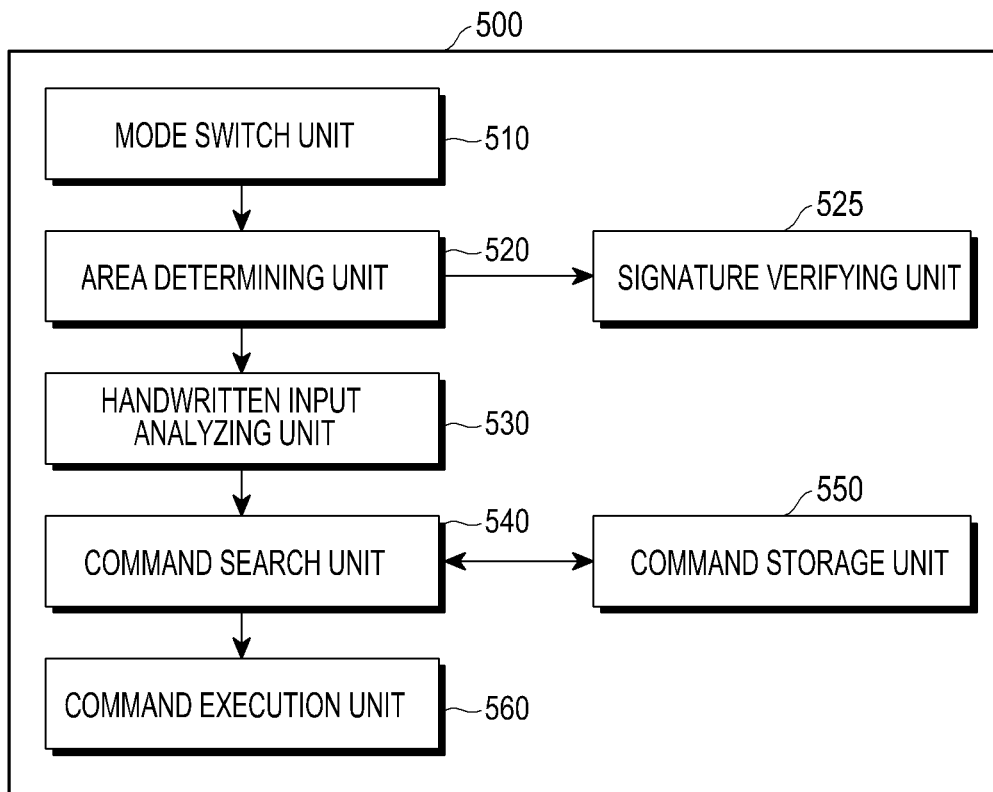 500
MODE SWITCH UNIT
510
525
520
AREA DETERMINING UNIT
SIGNATURE VERIFYING UNIT
HANDWRITTEN INPUT
ANALYZING UNIT
530
550
540
COMMAND SEARCH UNIT
COMMAND STORAGE UNIT
COMMAND EXECUTION UNIT
560